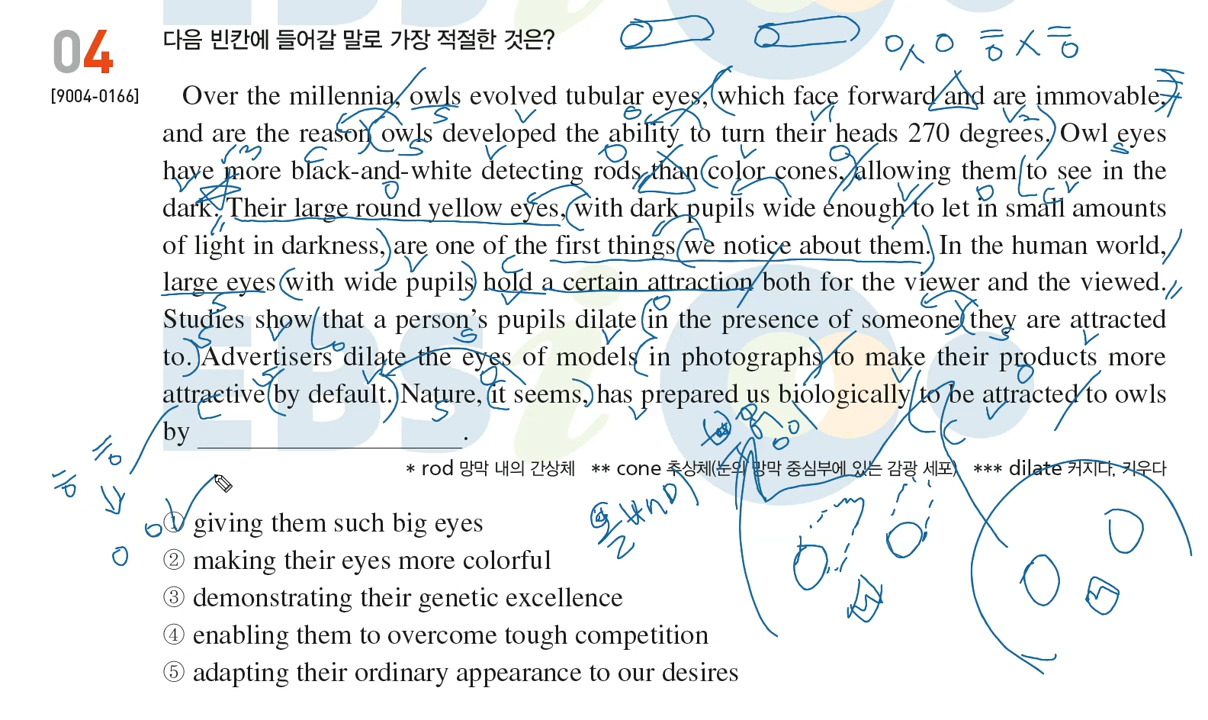 04
다음 빈칸에 들어갈 말로 가장 적절한 것은?
[9004-0166]
Over the millennia, owls evolved tubular eyes, which face forward and are immovable,
and are the reason owls developed the ability to turn their heads 270 degrees. Owl eyes
have more black-and-white detecting rods than color cones, allowing them to see in the
dark. Their large round yellow eyes, with dark pupils wide enough to let in small amounts
of light in darkness, are one of the first things we notice about them. In the human world,
large eyes with wide pupils hold a certain attraction both for the viewer and the viewed.
Studies show that a person's pupils dilate in the presence of someone they are attracted
to. Advertisers dilate the eyes of models in photographs to make their products more
attractive by default. Nature, it seems, has prepared us biologically to be attracted to owls
by ____________________.
* rod 망막 내의 간상체 ** cone 추상체(눈의 망막 중심부에 있는 감광 세포) *** dilate 커지다, 키우다
① giving them such big eyes
② making their eyes more colorful
③ demonstrating their genetic excellence
④ enabling them to overcome tough competition
⑤ adapting their ordinary appearance to our desires
EBS